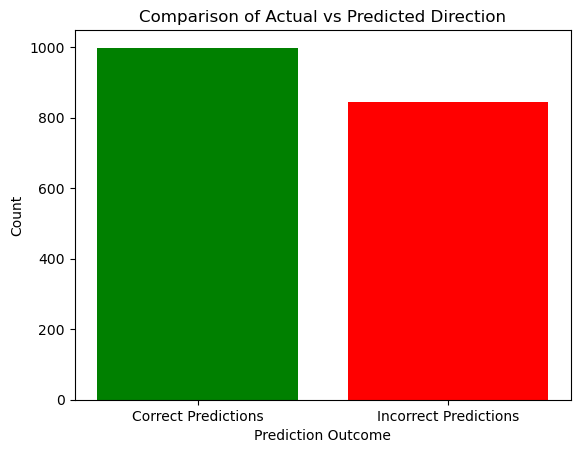 Comparison of Actual vs Predicted Direction
1000
800
600
400
200
0
Count
Correct Predictions
Incorrect Predictions
Prediction Outcome